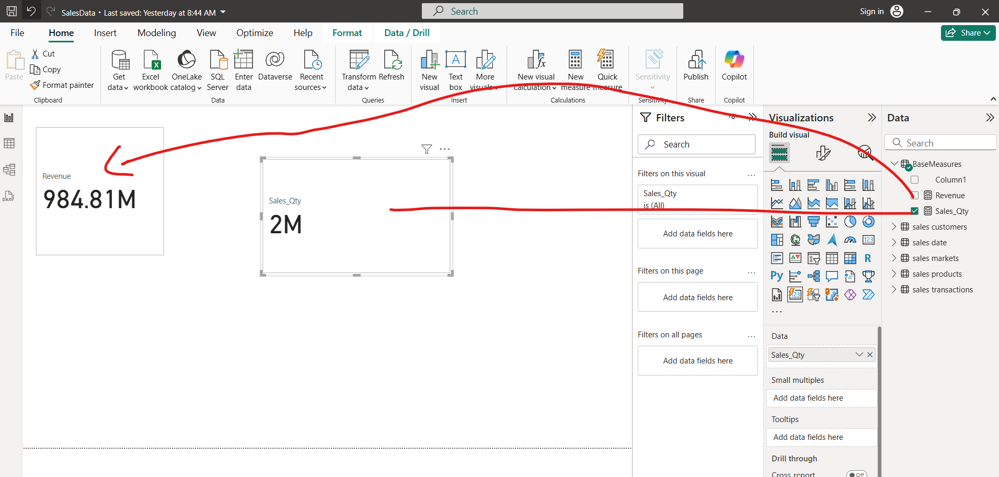 SalesData • Last saved: Yesterday at 8:44 AM
Search
Sign in
File Home Insert Modeling View Optimize Help Format Data / Drill
Share
Paste
Cut
Copy
Format painter
Clipboard
Get data
Excel workbook
OneLake catalog
SQL Server
Enter data
Dataverse
Recent sources
Data
Transform data
Refresh
Queries
New visual
Text box
More visuals
Insert
New visual calculation
New measure
Quick measure
Calculations
Sensitivity
Sensitivity
Publish
Share
Copilot
Copilot
Revenue
984.81M
Sales_Qty
2M
Filters
Search
Filters on this visual
Sales_Qty
is (All)
Add data fields here
Filters on this page
Add data fields here
Filters on all pages
Add data fields here
Visualizations
Build visual
123
R
Py
123
Data
Sales_Qty
Small multiples
Add data fields here
Tooltips
Add data fields here
Drill through
Cross-report
Off
Data
Search
BaseMeasures
Column1
Revenue
Sales_Qty
sales customers
sales date
sales markets
sales products
sales transactions
DAX